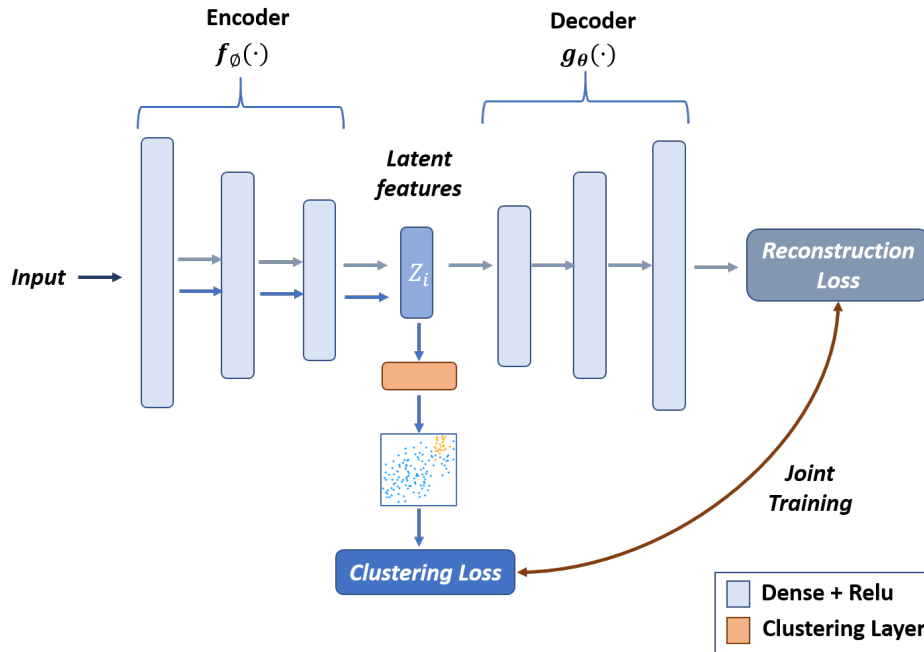 Encoder
f∅(·)
Decoder
gθ(·)
Latent
features
Input
Zi
Reconstruction
Loss
Joint
Training
Clustering Loss
Dense + Relu
Clustering Layer